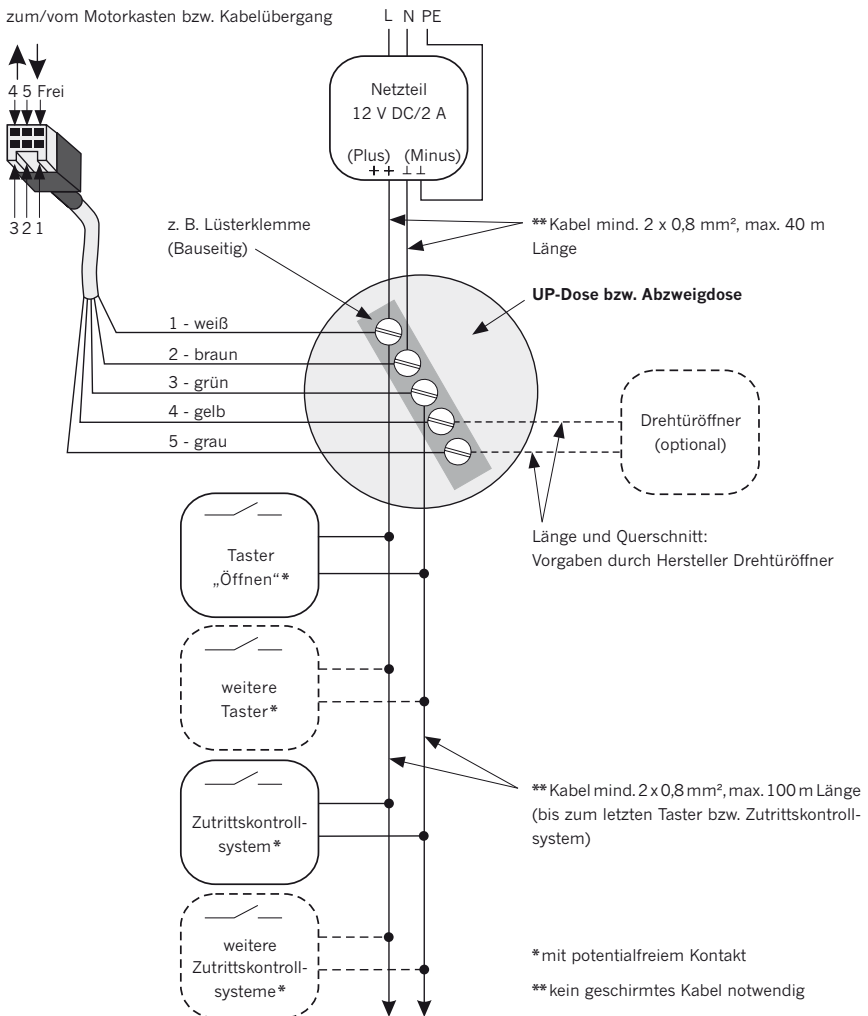 zum/vom Motorkasten bzw. Kabelübergang
L N PE
4 5 Frei
3 2 1
Netzteil
12 V DC/2 A
(Plus) (Minus)
++ ⊥⊥
z. B. Lüsterklemme
(Bauseitig)
**Kabel mind. 2 x 0,8 mm², max. 40 m
Länge
UP-Dose bzw. Abzweigdose
1 - weiß
2 - braun
3 - grün
4 - gelb
5 - grau
Drehtüröffner
(optional)
Länge und Querschnitt:
Vorgaben durch Hersteller Drehtüröffner
Taster
„Öffnen“*
weitere
Taster*
**Kabel mind. 2 x 0,8 mm², max. 100 m Länge
(bis zum letzten Taster bzw. Zutrittskontroll-
system)
Zutrittskontroll-
system*
weitere
Zutrittskontroll-
systeme*
*mit potentialfreiem Kontakt
**kein geschirmtes Kabel notwendig